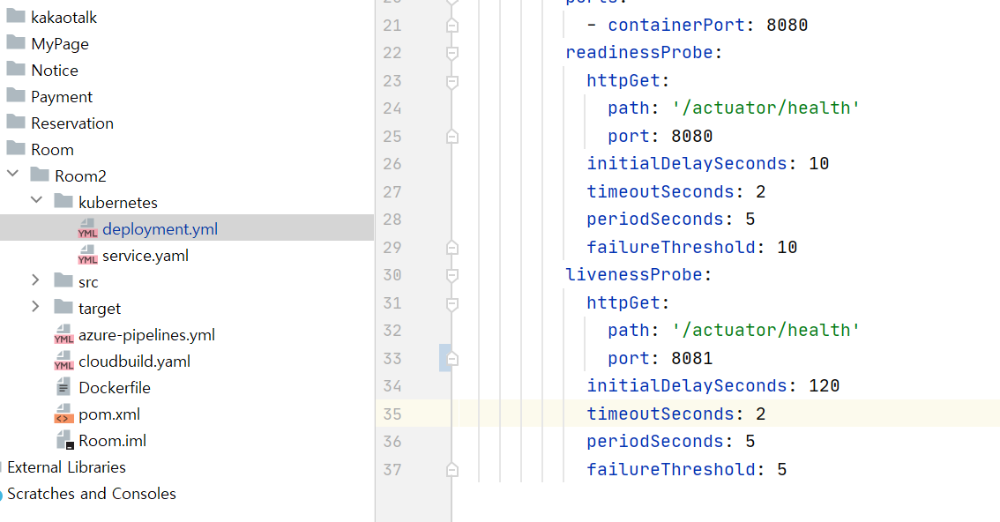 kakaotalk
MyPage
Notice
Payment
Reservation
Room
Room2
kubernetes
YML deployment.yml
YML service.yaml
src
target
YML azure-pipelines.yml
YML cloudbuild.yaml
Dockerfile
pom.xml
Room.iml
External Libraries
Scratches and Consoles
21 - containerPort: 8080
22 readinessProbe:
23 httpGet:
24 path: '/actuator/health'
25 port: 8080
26 initialDelaySeconds: 10
27 timeoutSeconds: 2
28 periodSeconds: 5
29 failureThreshold: 10
30 livenessProbe:
31 httpGet:
32 path: '/actuator/health'
33 port: 8081
34 initialDelaySeconds: 120
35 timeoutSeconds: 2
36 periodSeconds: 5
37 failureThreshold: 5